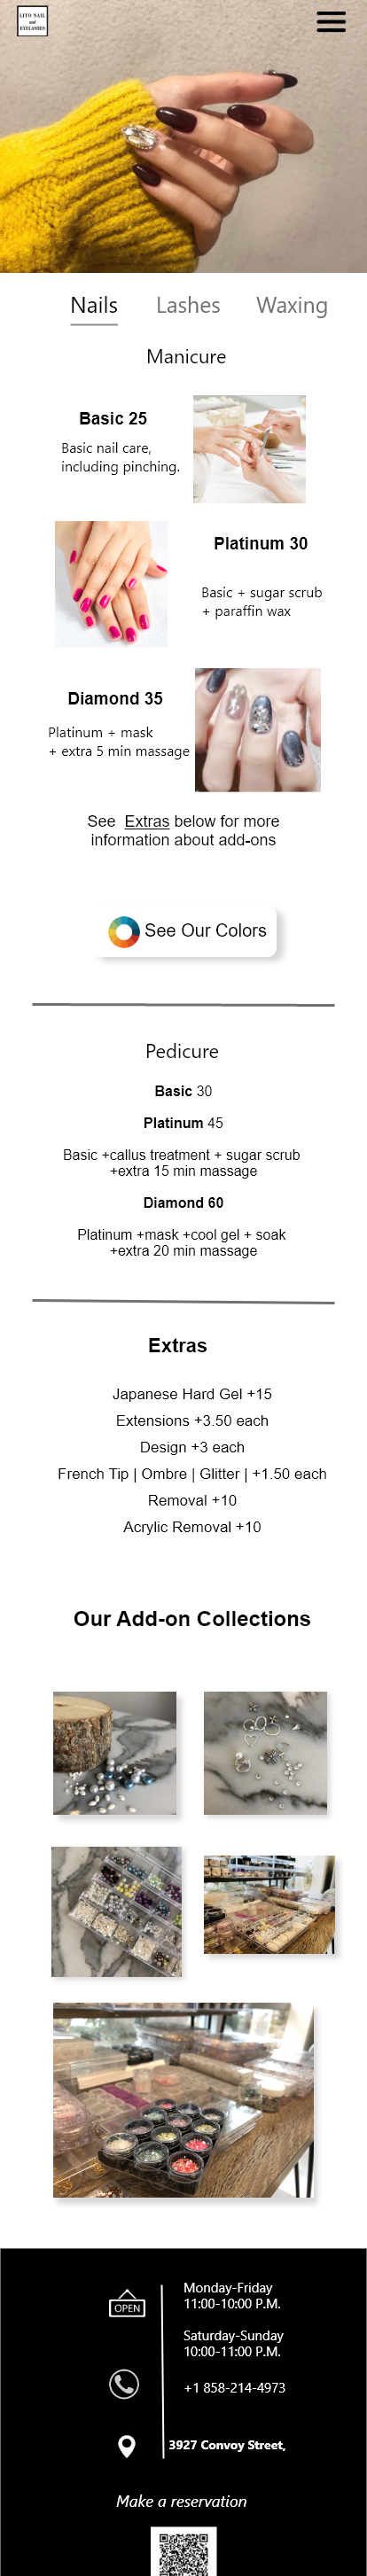 LITO NAIL
and
EYELASHES
Nails Lashes Waxing
Manicure
Basic 25
Basic nail care,
including pinching.
Platinum 30
Basic + sugar scrub
+ paraffin wax
Diamond 35
Platinum + mask
+ extra 5 min massage
See Extras below for more
information about add-ons
See Our Colors
Pedicure
Basic 30
Platinum 45
Basic +callus treatment + sugar scrub
+extra 15 min massage
Diamond 60
Platinum +mask +cool gel + soak
+extra 20 min massage
Extras
Japanese Hard Gel +15
Extensions +3.50 each
Design +3 each
French Tip | Ombre | Glitter | +1.50 each
Removal +10
Acrylic Removal +10
Our Add-on Collections
OPEN
Monday-Friday
11:00-10:00 P.M.
Saturday-Sunday
10:00-11:00 P.M.
+1 858-214-4973
3927 Convoy Street,
Make a reservation